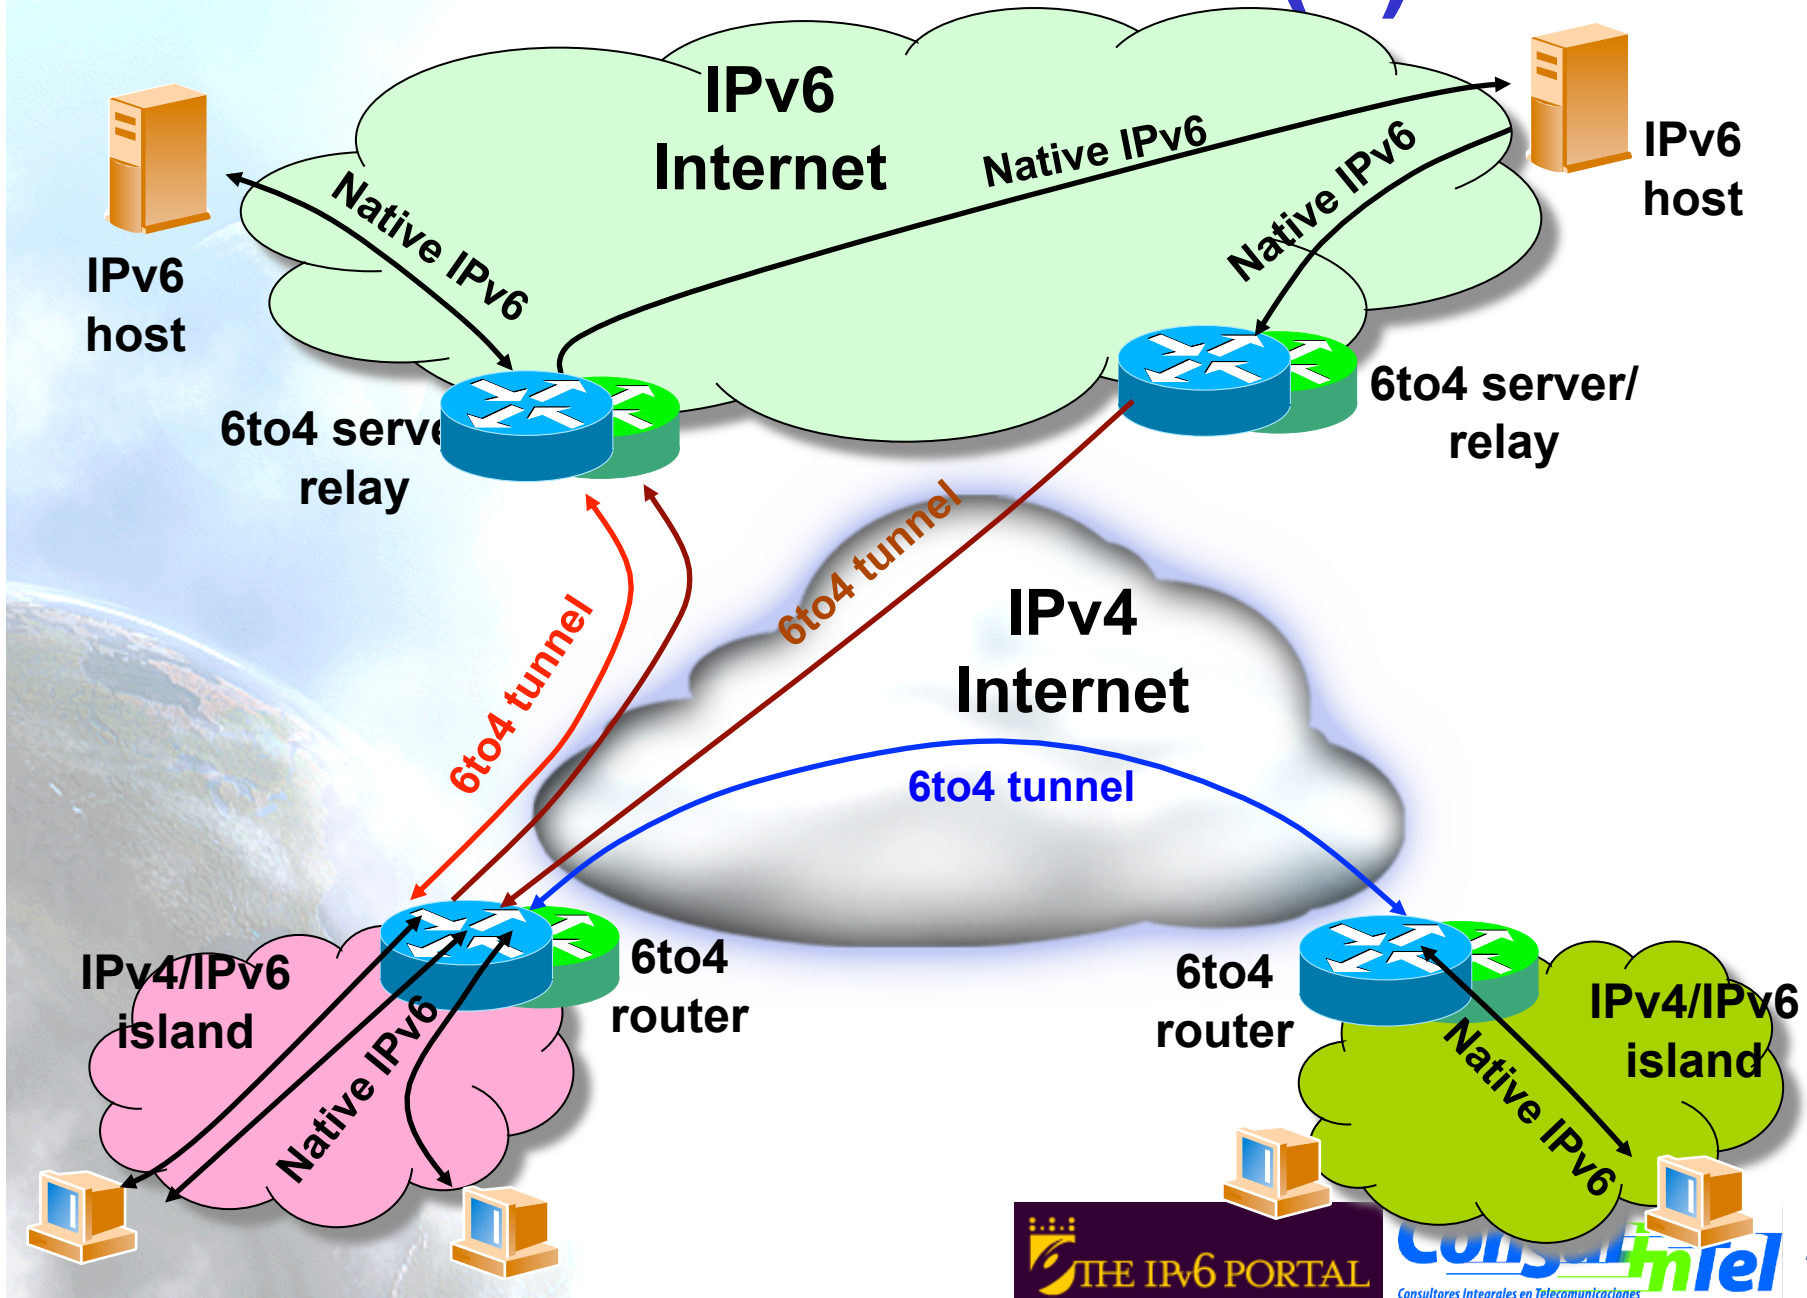 IPv6
Internet
Native IPv6
Native IPv6
Native IPv6
IPv6
host
IPv6
host
6to4 server/
relay
6to4 serve
relay
6to4 tunnel
6to4 tunnel
IPv4
Internet
6to4 tunnel
IPv4/IPv6
island
6to4
router
6to4
router
IPv4/IPv6
island
Native IPv6
Native IPv6
THE IPv6 PORTAL
Consulintel
Consultores Integrales en Telecomunicaciones